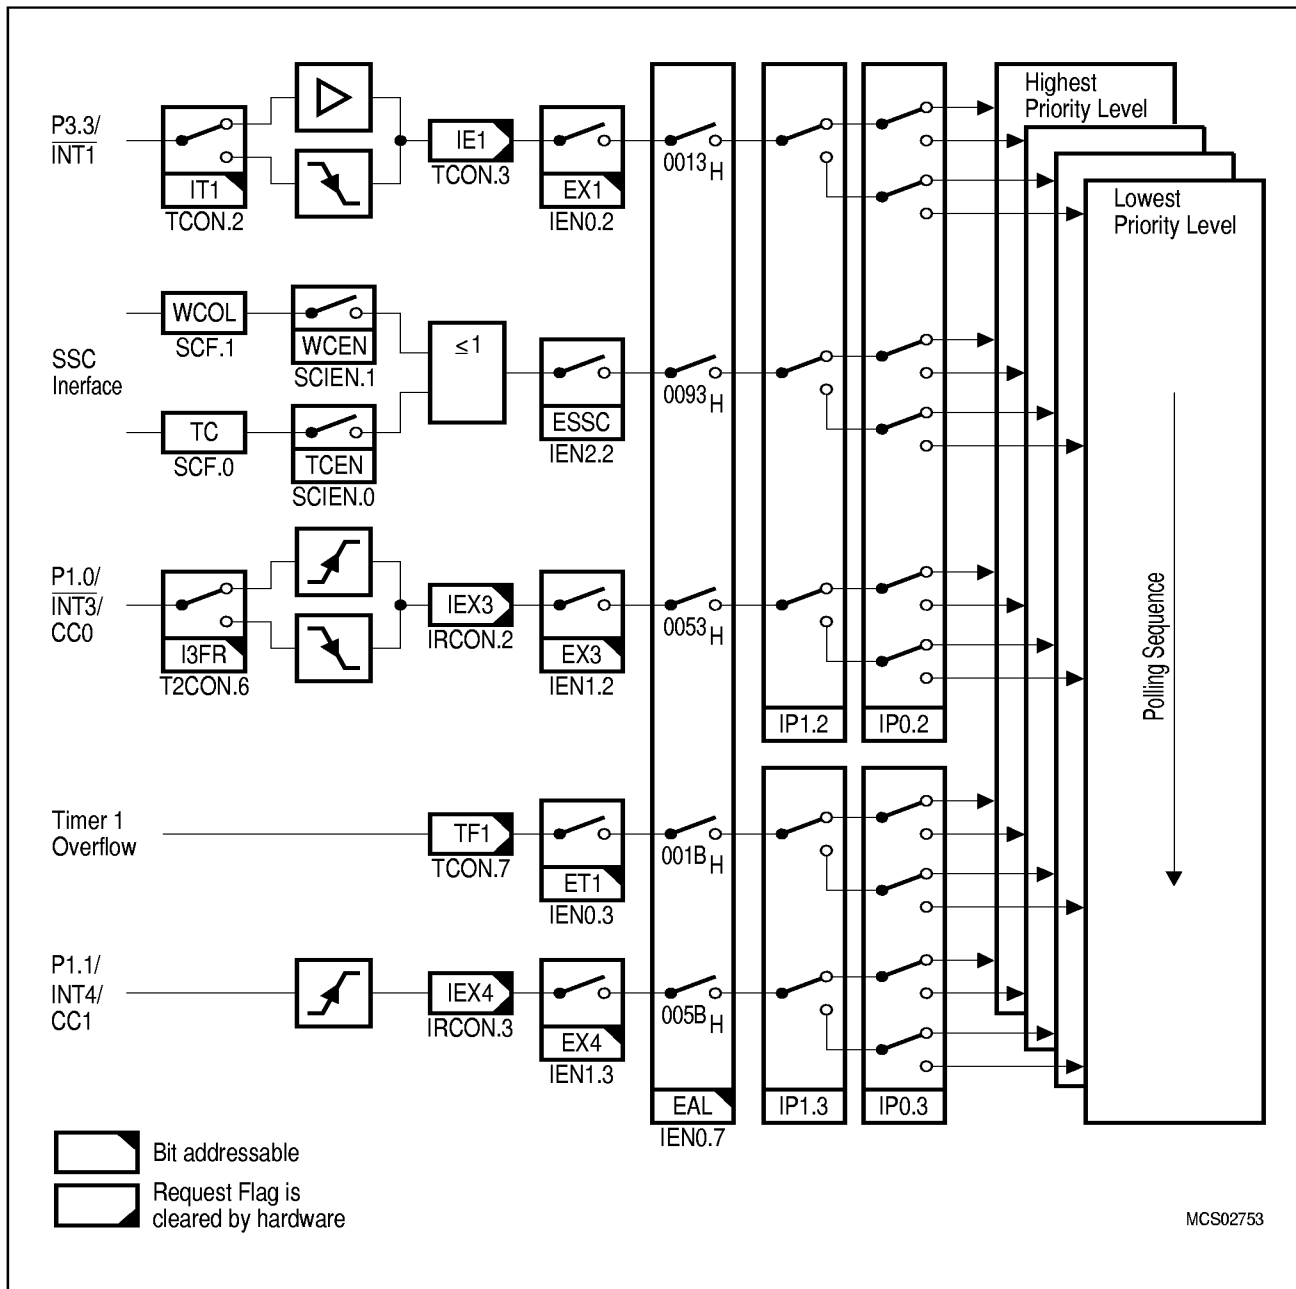 Highest
Priority Level
Lowest
Priority Level
P3.3/
INT1
IT1
TCON.2
IE1
TCON.3
EX1
IEN0.2
0013H
SSC
Inerface
WCOL
SCF.1
WCEN
SCIEN.1
TC
SCF.0
TCEN
SCIEN.0
≤1
ESSC
IEN2.2
0093H
P1.0/
INT3/
CC0
I3FR
T2CON.6
IEX3
IRCON.2
EX3
IEN1.2
0053H
IP1.2
IP0.2
Polling Sequence
Timer 1
Overflow
TF1
TCON.7
ET1
IEN0.3
001BH
P1.1/
INT4/
CC1
IEX4
IRCON.3
EX4
IEN1.3
005BH
EAL
IEN0.7
IP1.3
IP0.3
Bit addressable
Request Flag is
cleared by hardware
MCS02753